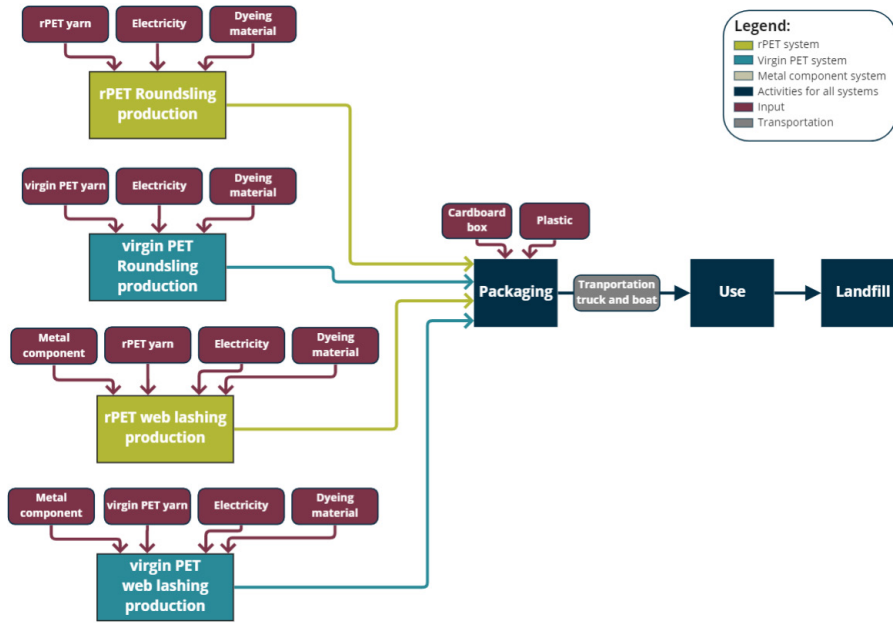 rPET yarn
Electricity
Dyeing
material
rPET Roundsling
production
Legend:
rPET system
Virgin PET system
Metal component system
Activities for all systems
Input
Transportation
virgin PET yarn
Electricity
Dyeing
material
virgin PET
Roundsling
production
Cardboard
box
Plastic
Packaging
Tranportation
truck and boat
Use
Landfill
Metal
component
rPET yarn
Electricity
Dyeing
material
rPET web lashing
production
Metal
component
virgin PET yarn
Electricity
Dyeing
material
virgin PET
web lashing
production